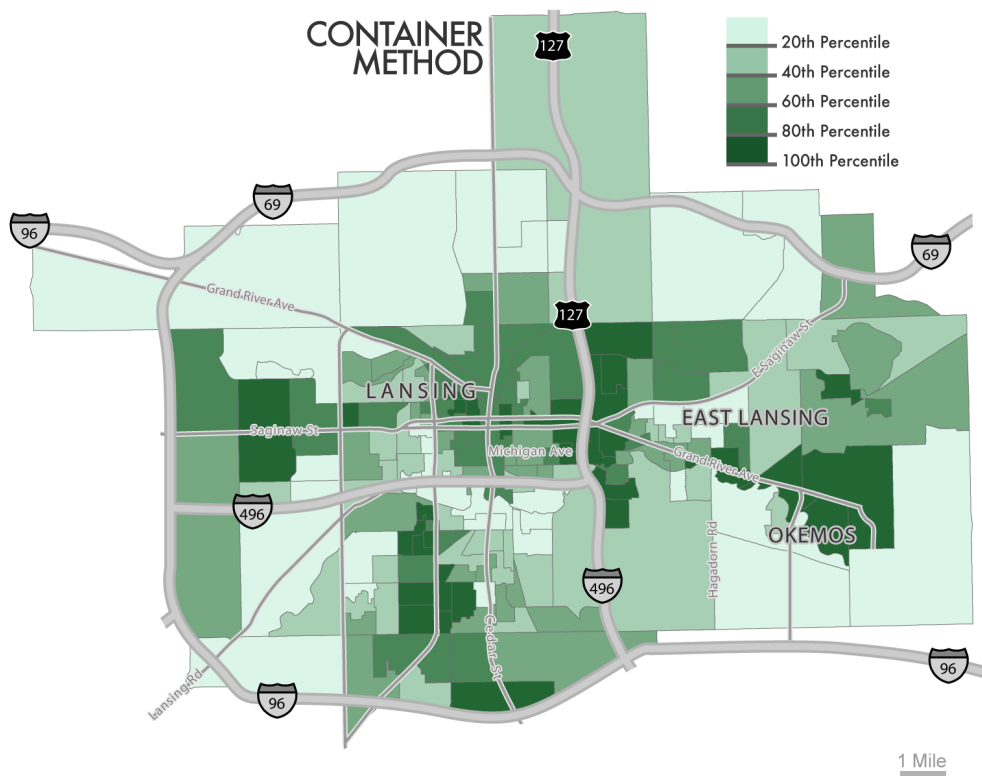 CONTAINER
METHOD
127
20th Percentile
40th Percentile
60th Percentile
80th Percentile
100th Percentile
69
96
69
Grand River Ave
127
E Saginaw St
LANSING
EAST LANSING
Saginaw St
Michigan Ave
Grand River Ave
496
OKEMOS
Hagadorn Rd
496
Cedar St
Lansing Rd
96
96
1 Mile